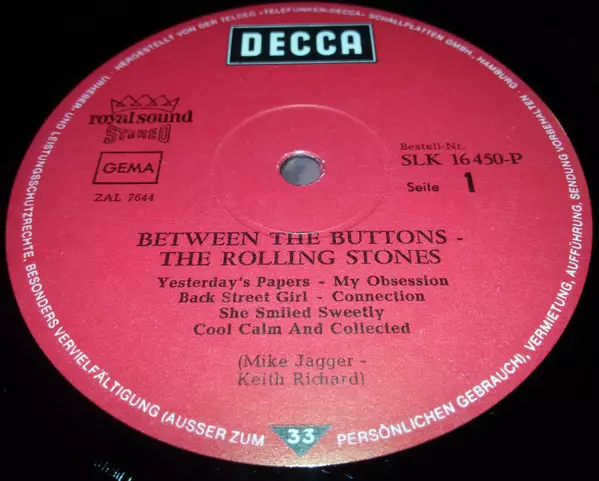 DECCA
HERGESTELLT VON DER TELDEC »TELEFUNKEN-DECCA« SCHALLPLATTEN GMBH., HAMBURG · URHEBER- UND LEISTUNGSSCHUTZRECHTE, BESONDERS VERVIELFÄLTIGUNG (AUSSER ZUM PERSÖNLICHEN GEBRAUCH), VERMIETUNG, AUFFÜHRUNG, SENDUNG VORBEHALTEN ·
royal sound
STEREO
GEMA
ZAL 7644
Bestell-Nr.
SLK 16450-P
Seite 1
BETWEEN THE BUTTONS -
THE ROLLING STONES
Yesterday's Papers - My Obsession
Back Street Girl - Connection
She Smiled Sweetly
Cool Calm And Collected
(Mike Jagger -
Keith Richard)
33